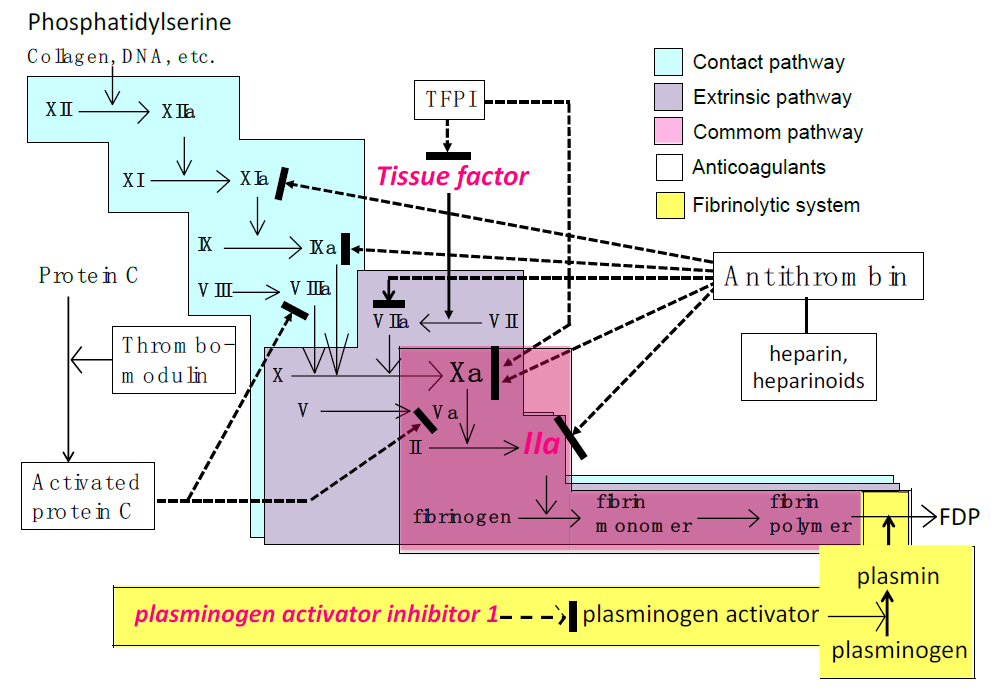 Phosphatidylserine
Collagen, DNA, etc.
XII
XIIa
XI
XIa
IX
IXa
VIII
VIIIa
TFPI
Tissue factor
Contact pathway
Extrinsic pathway
Commom pathway
Anticoagulants
Fibrinolytic system
Protein C
Thrombo-
modulin
Activated
protein C
VIIa
VII
Antithrombin
heparin,
heparinoids
X
Xa
V
Va
II
IIa
fibrinogen
fibrin
monomer
fibrin
polymer
FDP
plasmin
plasminogen activator inhibitor 1
plasminogen activator
plasminogen